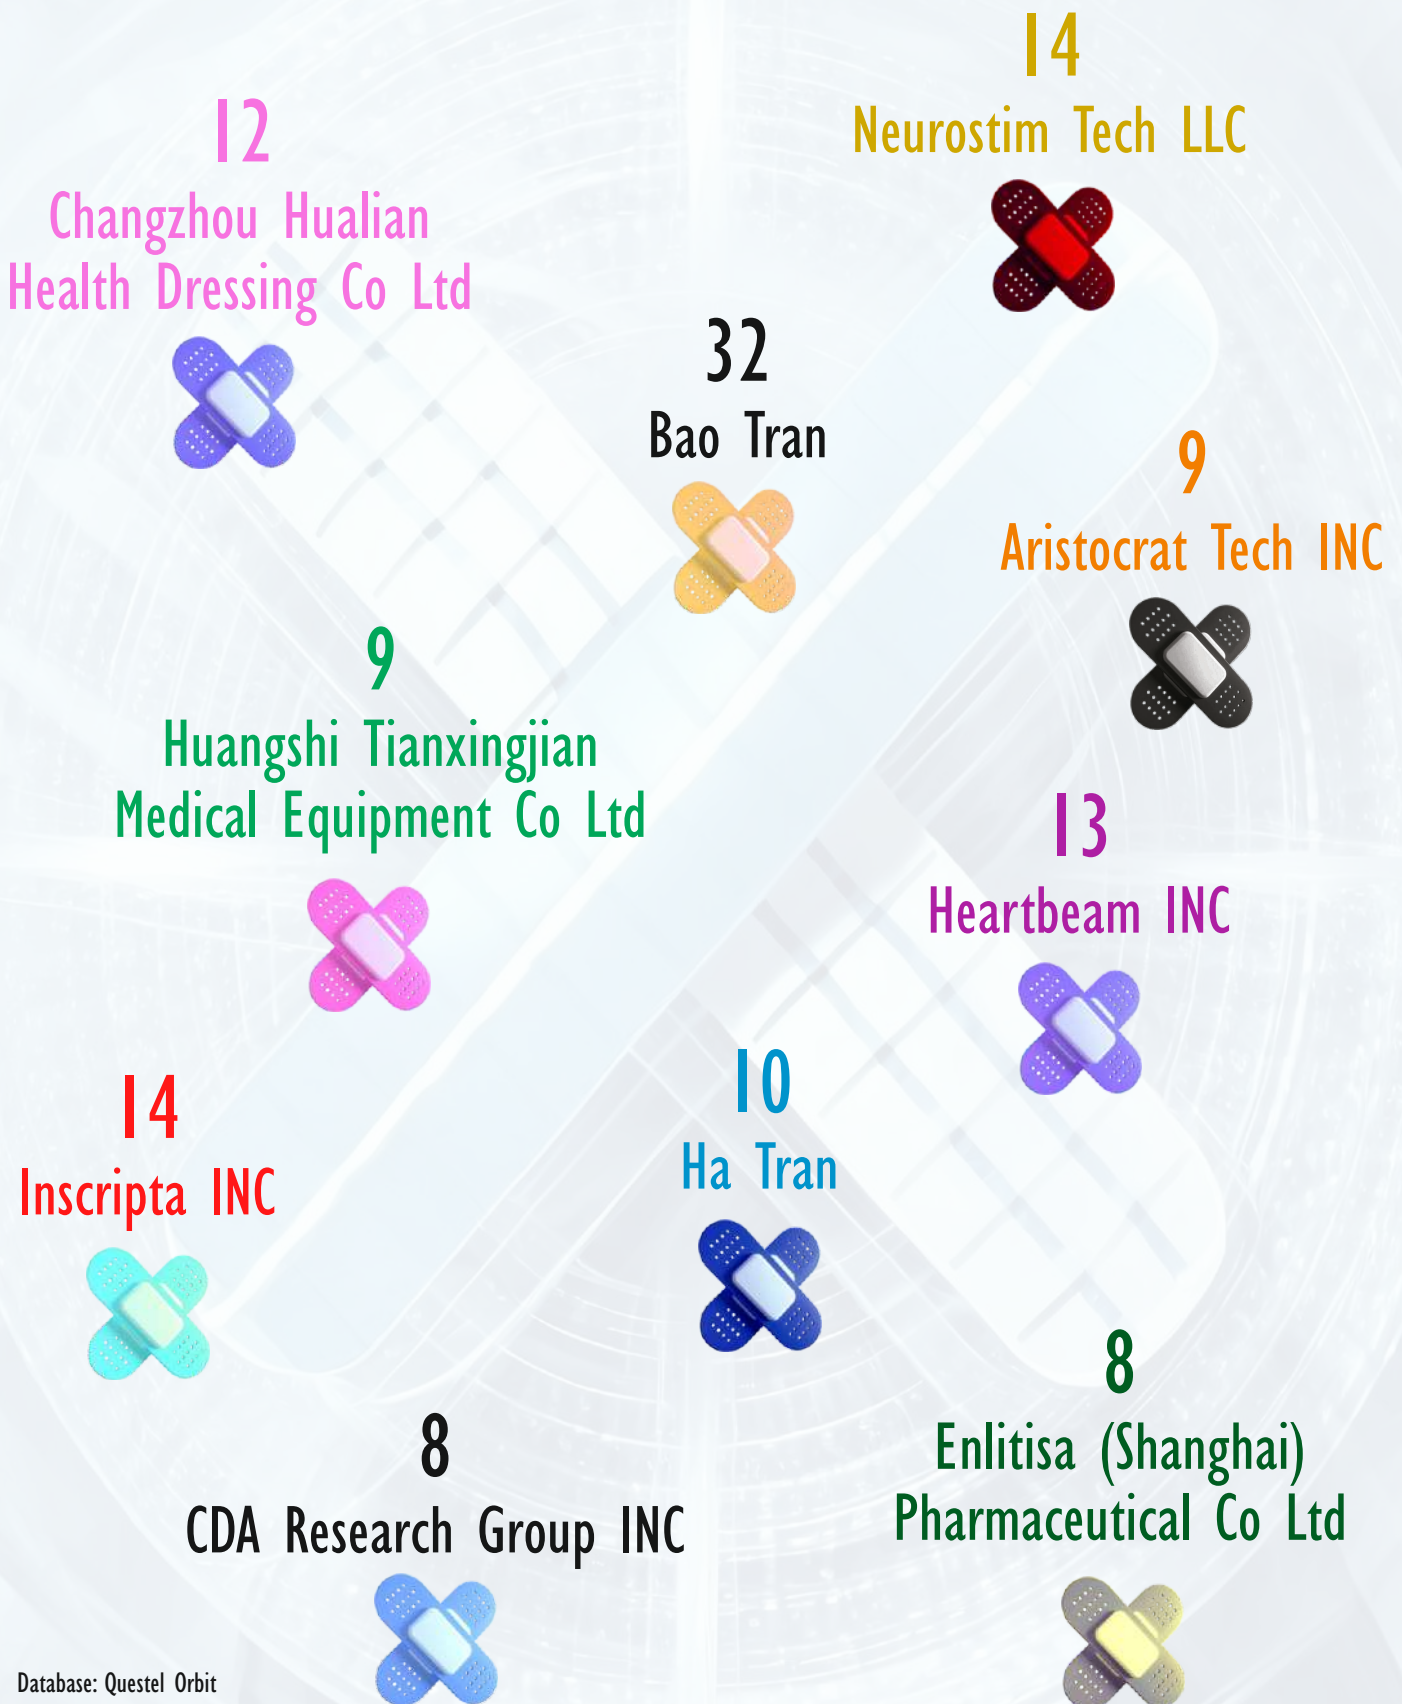 14
Neurostim Tech LLC
12
Changzhou Hualian
Health Dressing Co Ltd
32
Bao Tran
9
Aristocrat Tech INC
9
Huangshi Tianxingjian
Medical Equipment Co Ltd
13
Heartbeam INC
14
Inscripta INC
10
Ha Tran
8
Enlitisa (Shanghai)
Pharmaceutical Co Ltd
8
CDA Research Group INC
Database: Questel Orbit